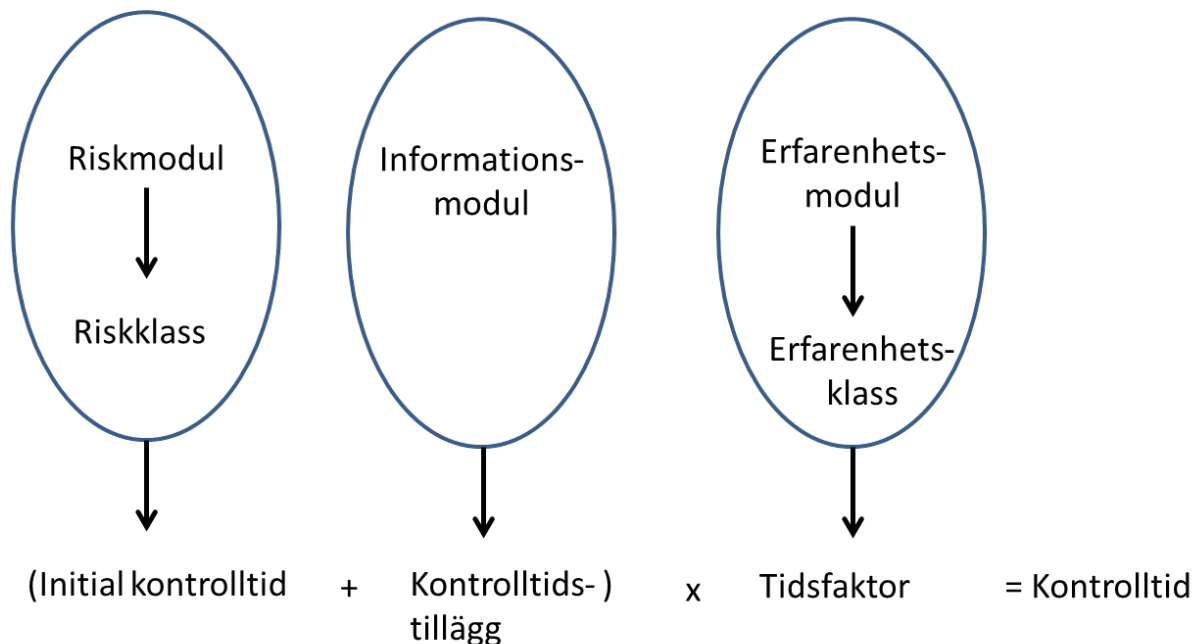 Riskmodul
Riskklass
Informations-
modul
Erfarenhets-
modul
Erfarenhets-
klass
(Initial kontrolltid + Kontrolltids- ) x Tidsfaktor = Kontrolltid
tillägg